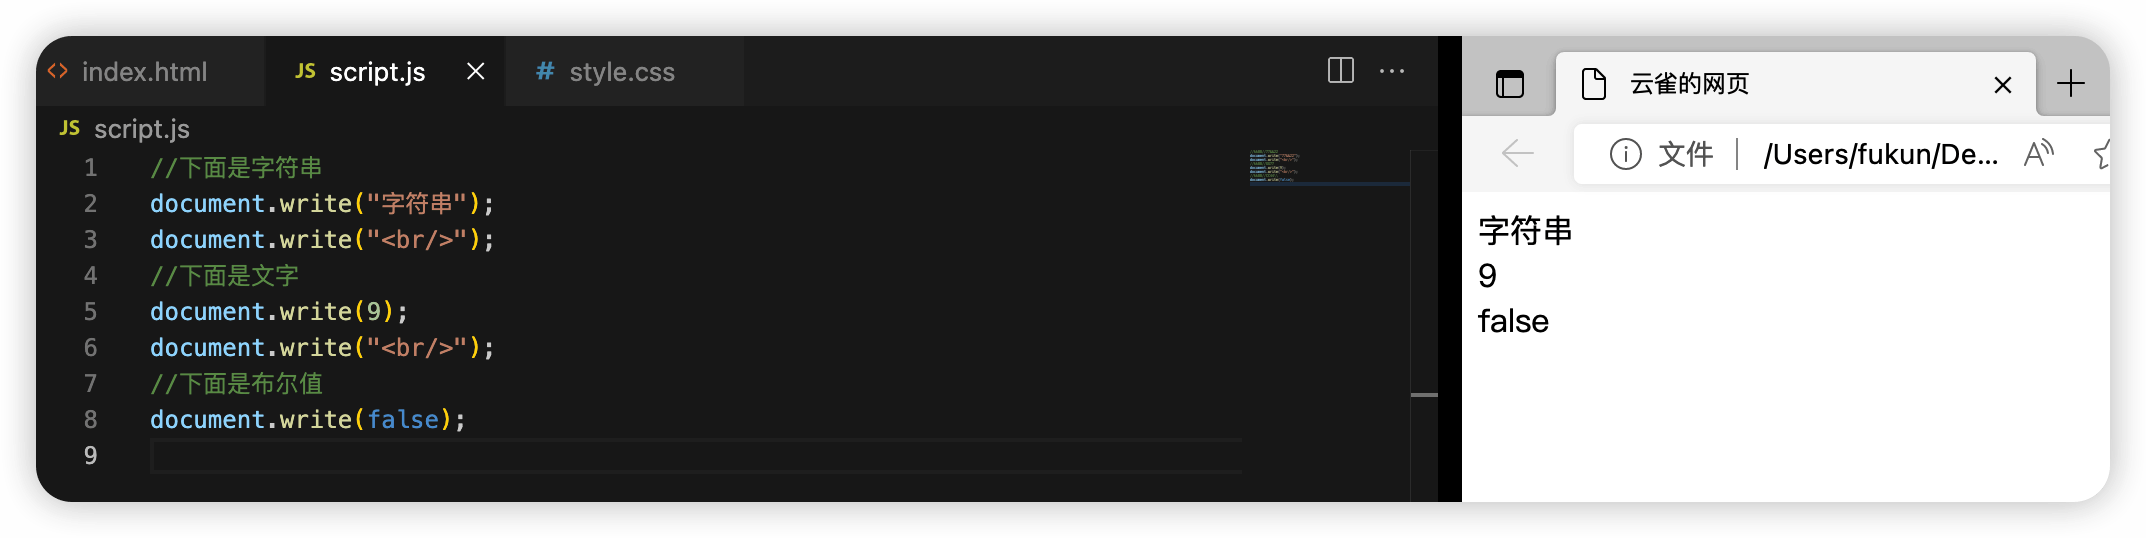 index.html
JS script.js
# style.css
JS script.js
1 //下面是字符串
2 document.write("字符串");
3 document.write("<br/>");
4 //下面是文字
5 document.write(9);
6 document.write("<br/>");
7 //下面是布尔值
8 document.write(false);
9
云雀的网页
文件 /Users/fukun/De...
字符串
9
false